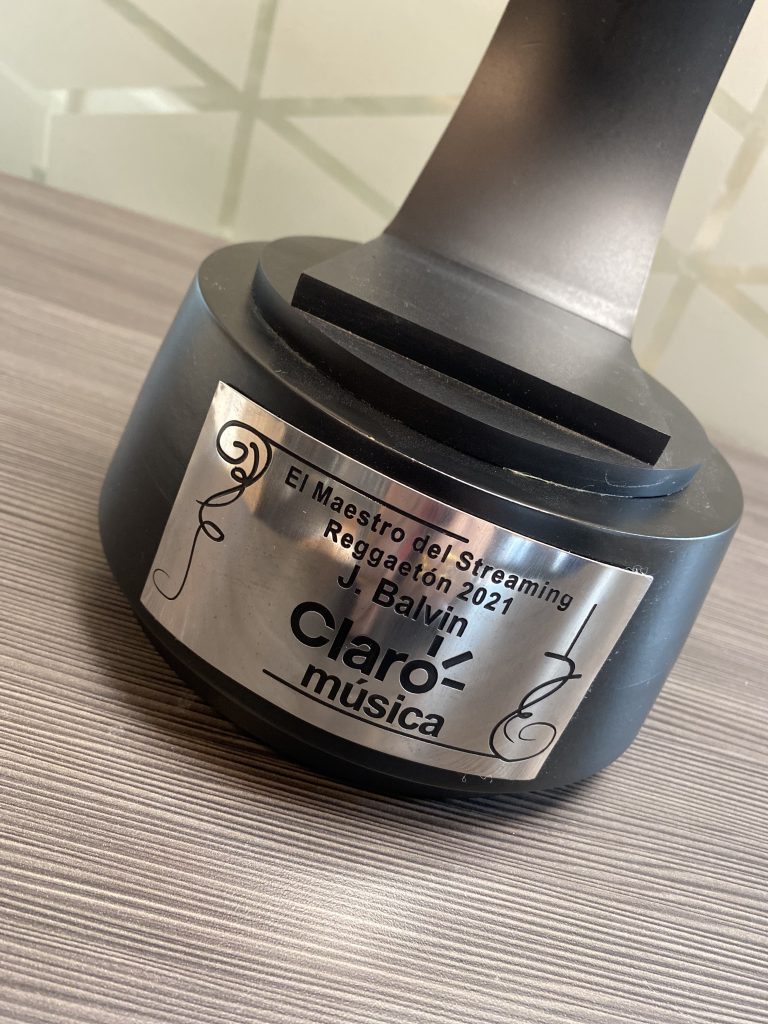 El Maestro del Streaming
Reggaetón 2021
J. Balvin
Claro
música